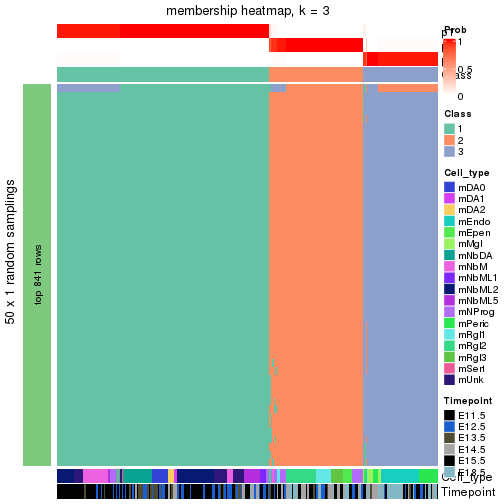 membership heatmap, k = 3
50 x 1 random samplings
top 841 rows
Prob
1
0.5
0
Class
1
2
3
Cell_type
mDA0
mDA1
mDA2
mEndo
mEpen
mMgl
mNbDA
mNbM
mNbML1
mNbML2
mNbML5
mNProg
mPeric
mRgl1
mRgl2
mRgl3
mSert
mUnk
Timepoint
E11.5
E12.5
E13.5
E14.5
E15.5
E18.5
Cell_type
Timepoint